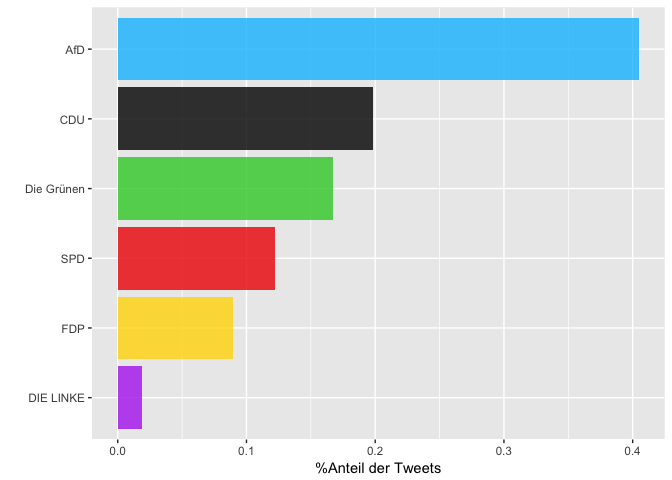 AfD
CDU
Die Grünen
SPD
FDP
DIE LINKE
0.0 0.1 0.2 0.3 0.4
%Anteil der Tweets